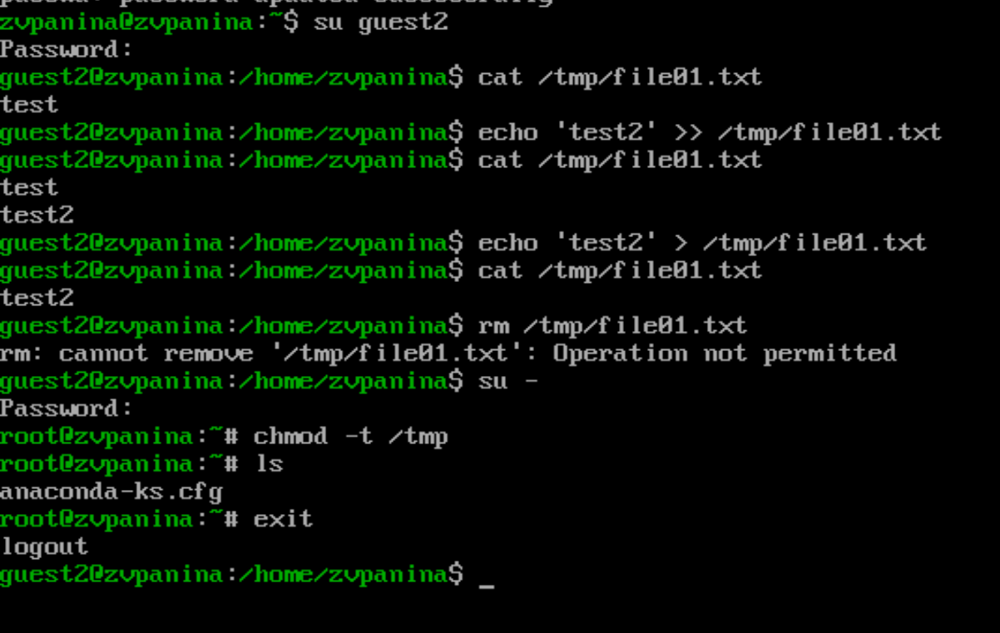 zvpanina@zvpanina:~$ su guest2
Password:
guest2@zvpanina:/home/zvpanina$ cat /tmp/file01.txt
test
guest2@zvpanina:/home/zvpanina$ echo 'test2' >> /tmp/file01.txt
guest2@zvpanina:/home/zvpanina$ cat /tmp/file01.txt
test
test2
guest2@zvpanina:/home/zvpanina$ echo 'test2' > /tmp/file01.txt
guest2@zvpanina:/home/zvpanina$ cat /tmp/file01.txt
test2
guest2@zvpanina:/home/zvpanina$ rm /tmp/file01.txt
rm: cannot remove '/tmp/file01.txt': Operation not permitted
guest2@zvpanina:/home/zvpanina$ su -
Password:
root@zvpanina:~# chmod -t /tmp
root@zvpanina:~# ls
anaconda-ks.cfg
root@zvpanina:~# exit
logout
guest2@zvpanina:/home/zvpanina$ _